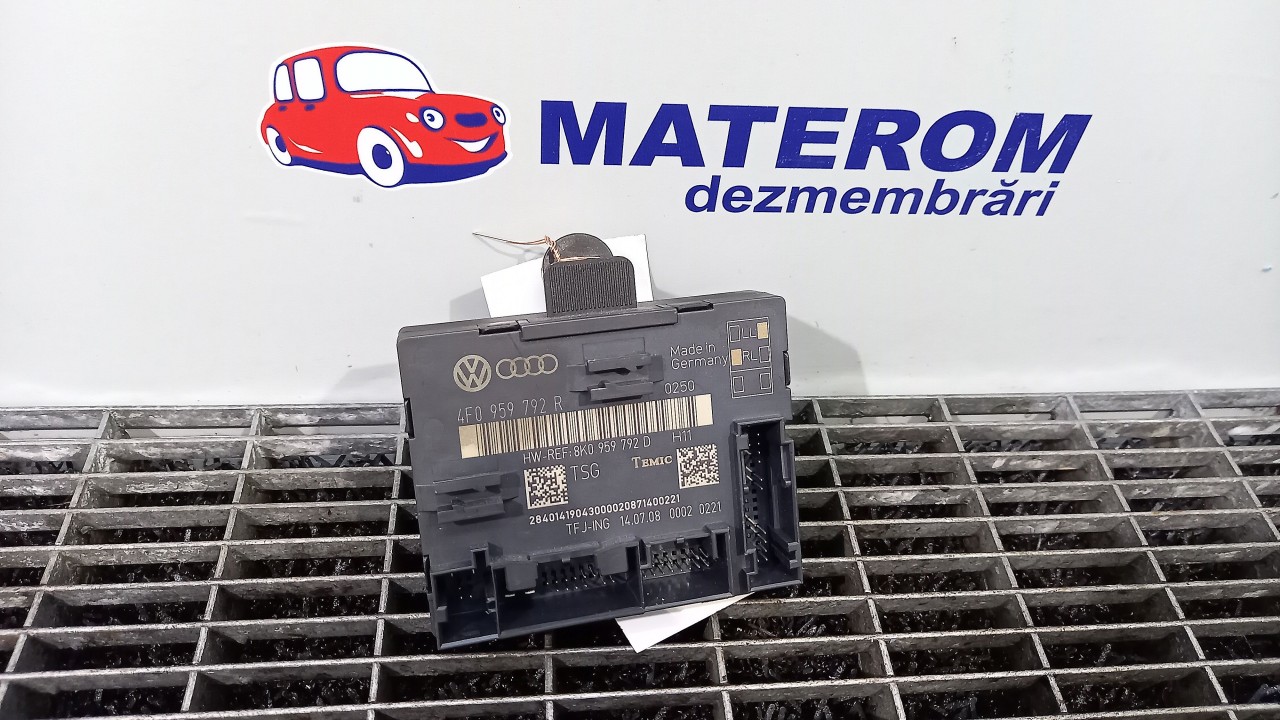 MATEROM
dezmembrări
Made in
Germany
LL
RL
0250
4F0 959 792 R
HW-REF: 8K0 959 792 D H11
TSG TEMIC
28401419043000020871400221
TFJ-ING 14.07.08 0002 0221